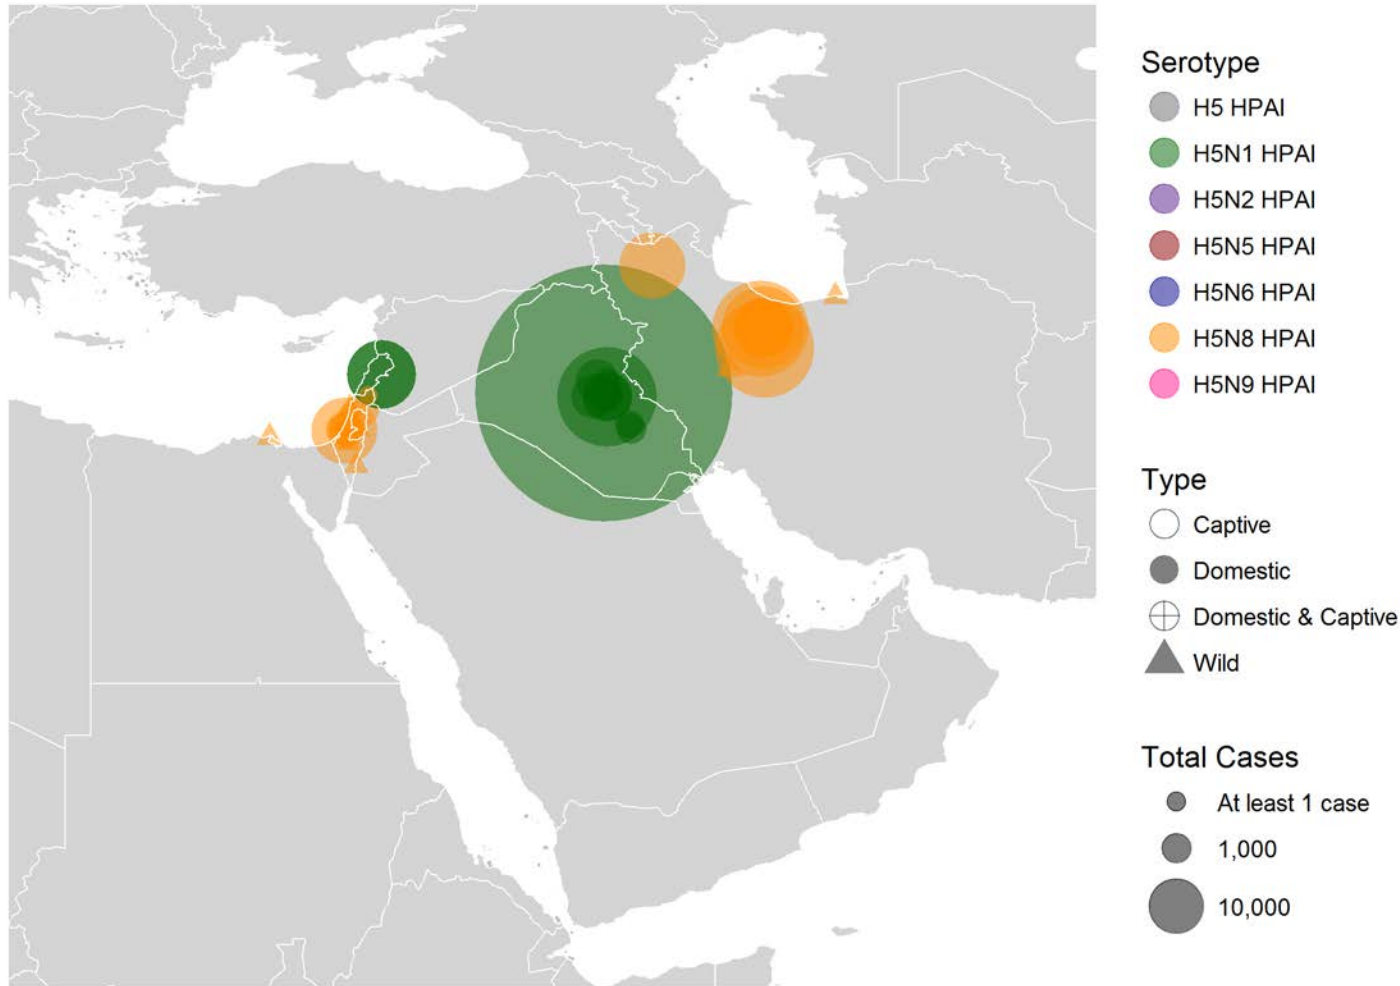 Serotype
H5 HPAI
H5N1 HPAI
H5N2 HPAI
H5N5 HPAI
H5N6 HPAI
H5N8 HPAI
H5N9 HPAI
Type
Captive
Domestic
Domestic & Captive
Wild
Total Cases
At least 1 case
1,000
10,000